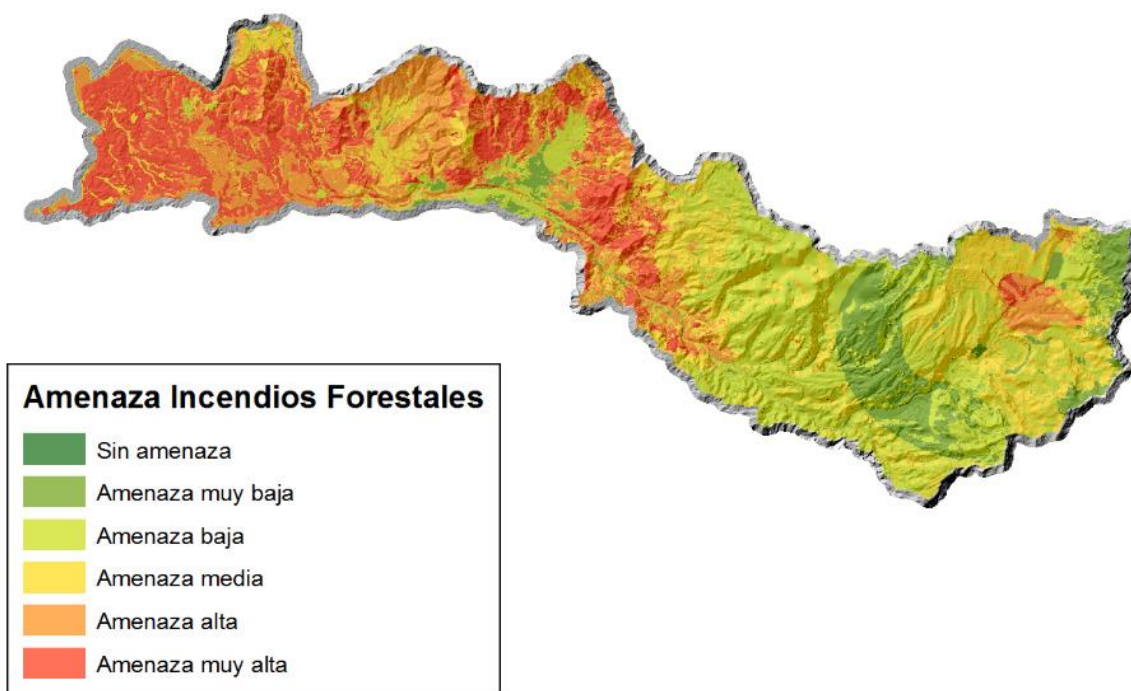 Amenaza Incendios Forestales
Sin amenaza
Amenaza muy baja
Amenaza baja
Amenaza media
Amenaza alta
Amenaza muy alta